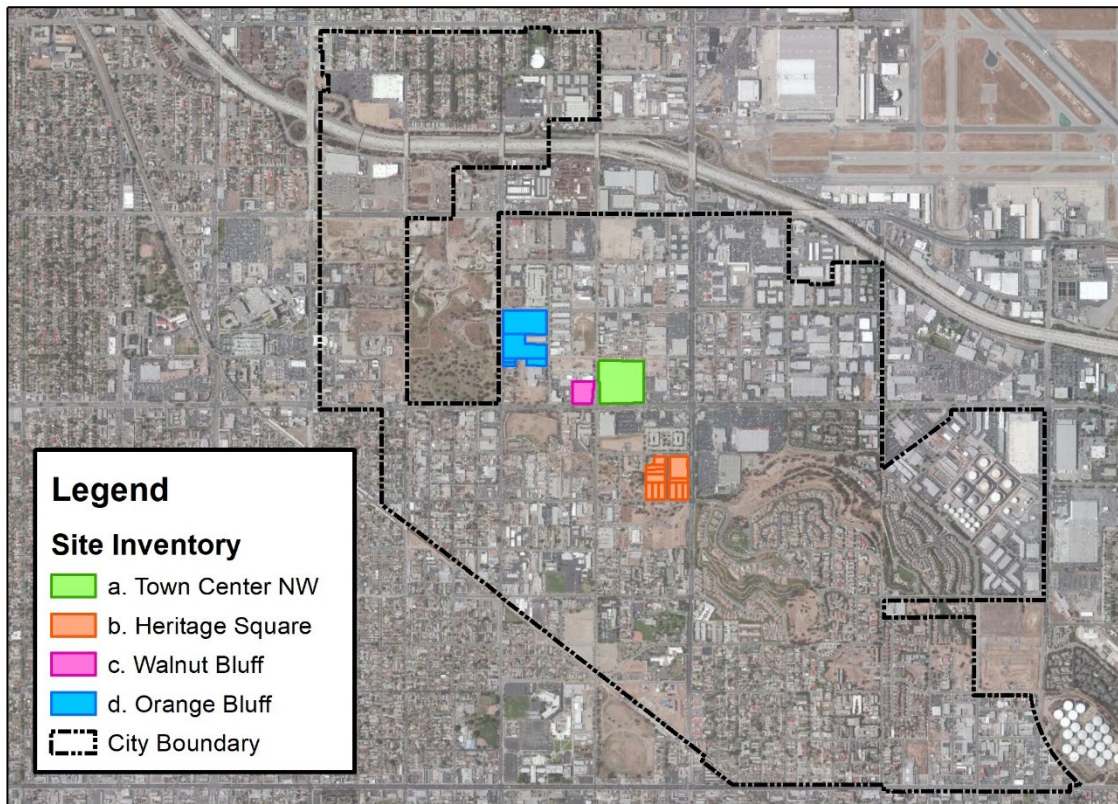 Legend
Site Inventory
a. Town Center NW
b. Heritage Square
c. Walnut Bluff
d. Orange Bluff
City Boundary